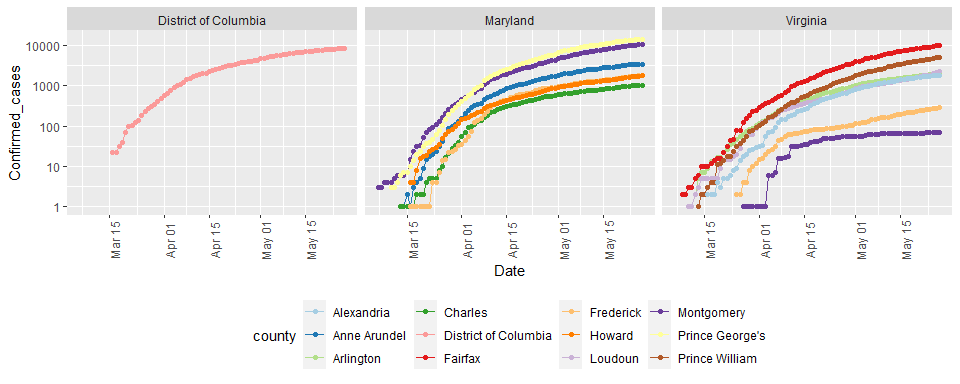 District of Columbia Maryland Virginia
10000
1000
100
10
1
Confirmed_cases
Mar 15 Apr 01 Apr 15 May 01 May 15 Mar 15 Apr 01 Apr 15 May 01 May 15 Mar 15 Apr 01 Apr 15 May 01 May 15
Date
county
Alexandria Charles Frederick Montgomery
Anne Arundel District of Columbia Howard Prince George's
Arlington Fairfax Loudoun Prince William